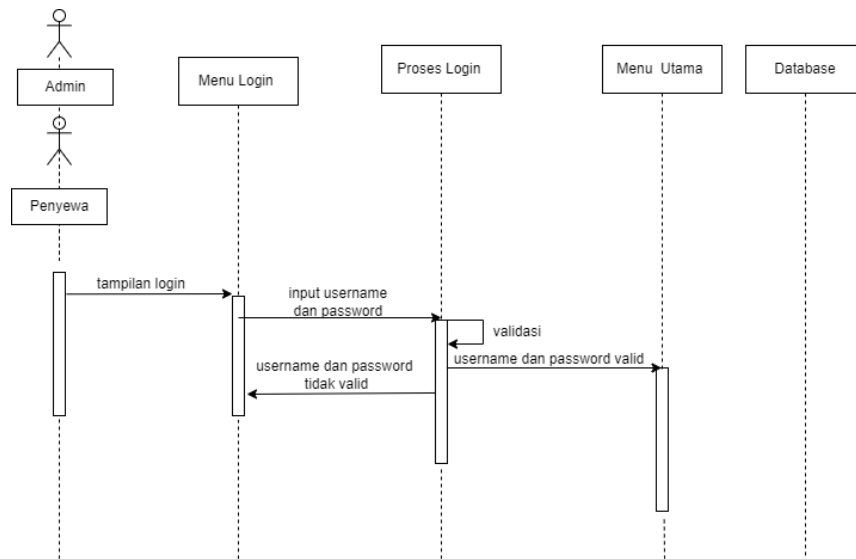 Admin
Menu Login
Proses Login
Menu Utama
Database
Penyewa
tampilan login
input username
dan password
validasi
username dan password valid
username dan password
tidak valid